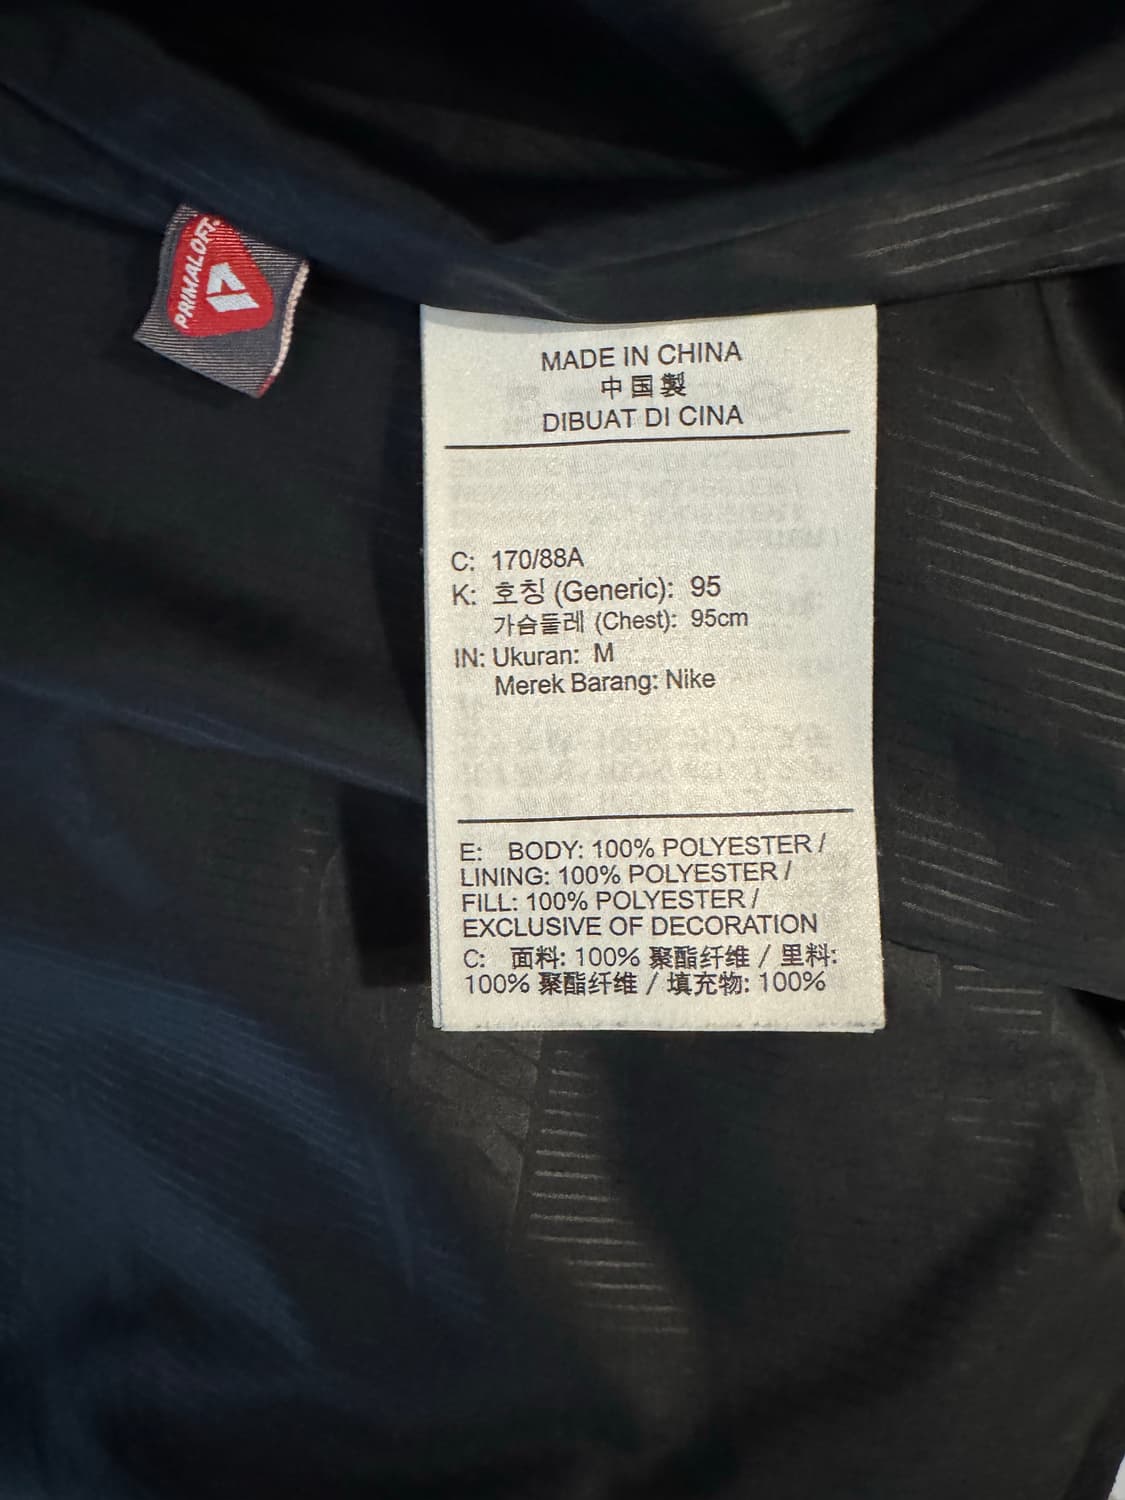 PRIMALOFT
MADE IN CHINA
中国製
DIBUAT DI CINA
C: 170/88A
K: 호칭 (Generic): 95
가슴둘레 (Chest): 95cm
IN: Ukuran: M
Merek Barang: Nike
E: BODY: 100% POLYESTER /
LINING: 100% POLYESTER /
FILL: 100% POLYESTER /
EXCLUSIVE OF DECORATION
C: 面料: 100% 聚酯纤维 / 里料:
100% 聚酯纤维 / 填充物: 100%